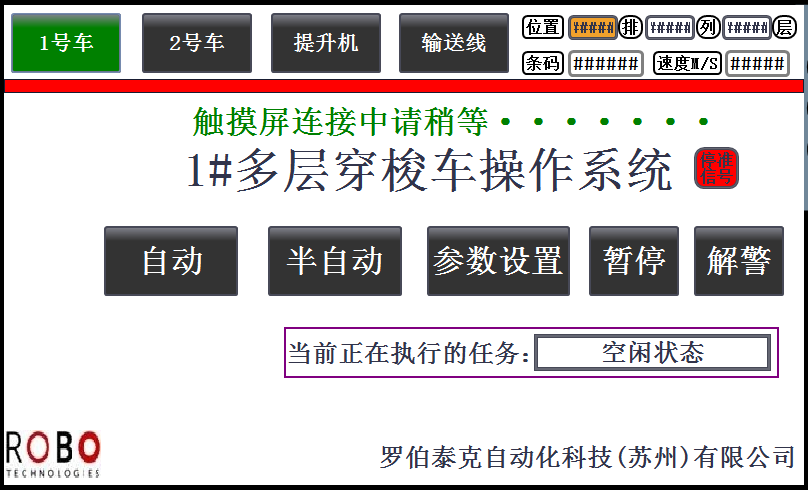 1号车 2号车 提升机 输送线 位置 ##### 排 ##### 列 ##### 层
条码 ###### 速度M/S #####
触摸屏连接中请稍等·······
1#多层穿梭车操作系统 停准信号
自动 半自动 参数设置 暂停 解警
当前正在执行的任务: 空闲状态
ROBO
TECHNOLOGIES
罗伯泰克自动化科技(苏州)有限公司